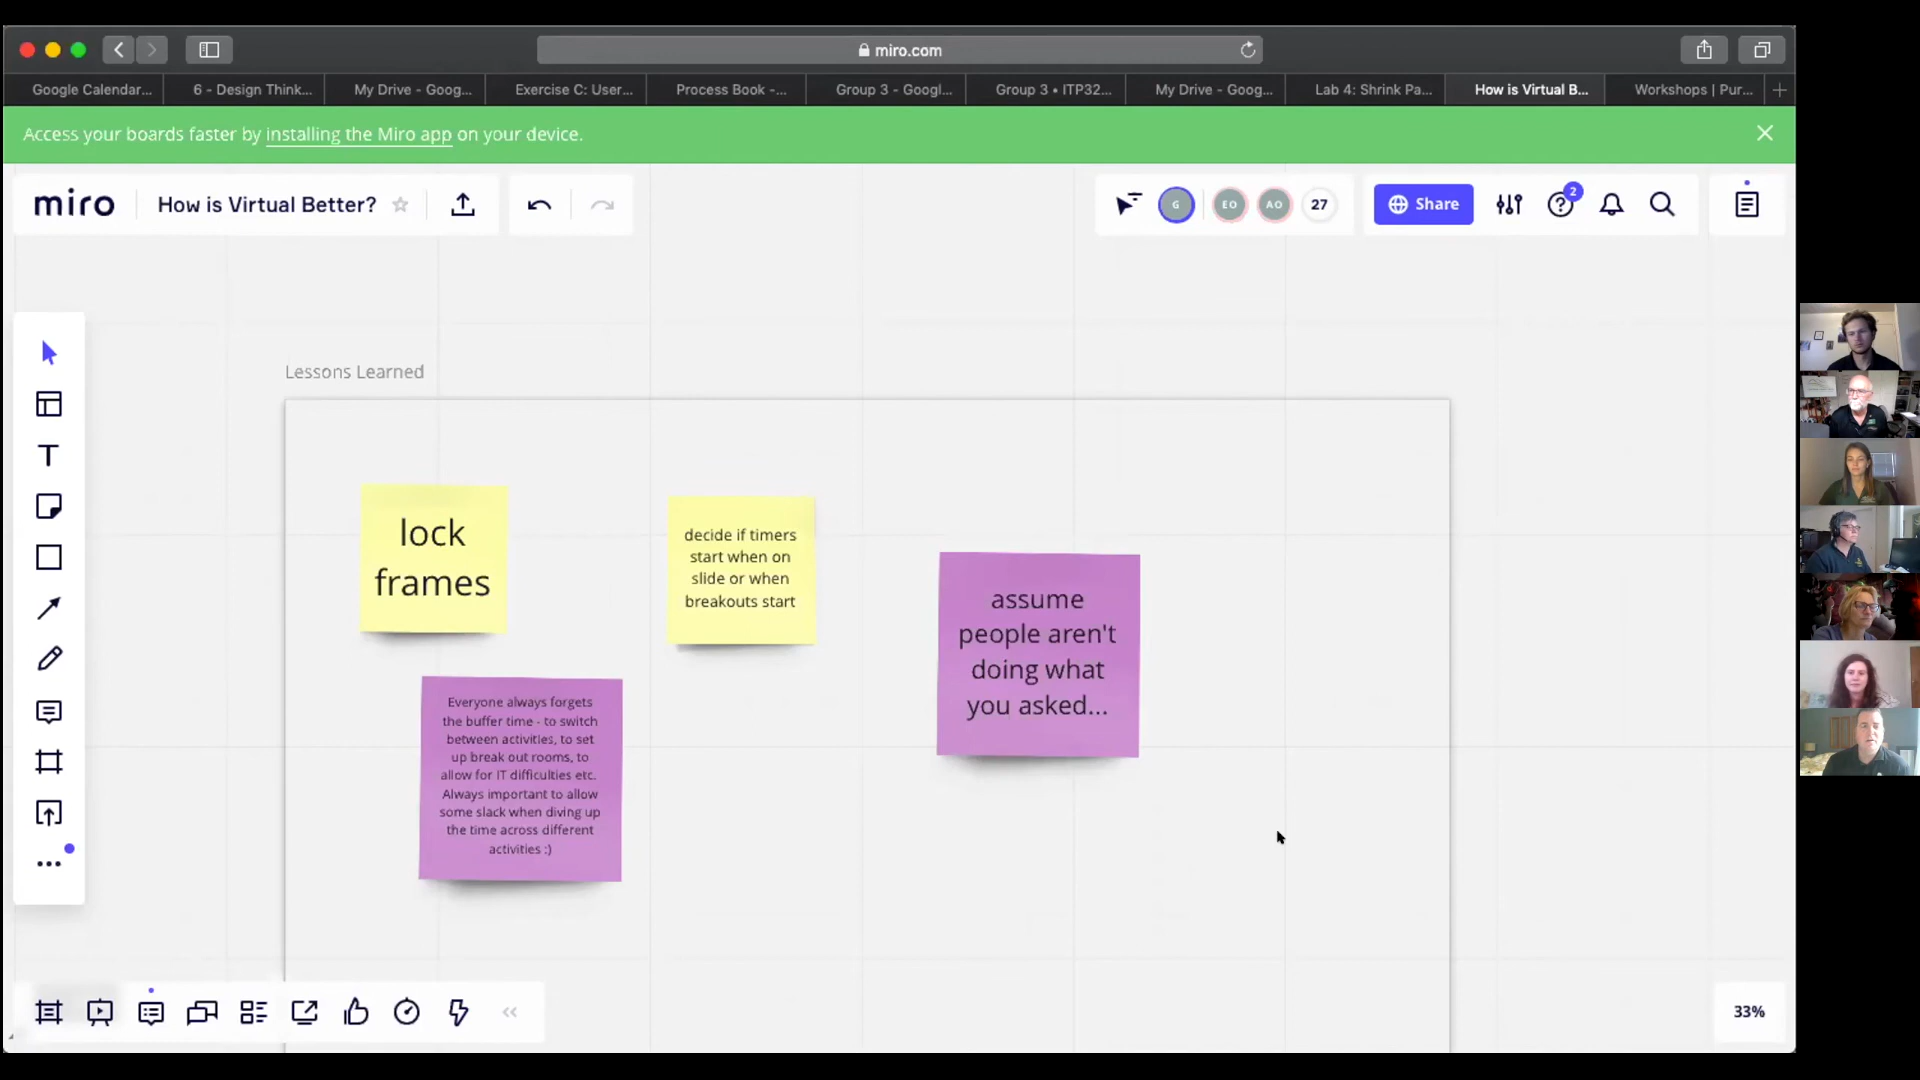 miro.com
Google Calendar...
6 - Design Think...
My Drive - Goog...
Exercise C: User...
Process Book -...
Group 3 - Googl...
Group 3 • ITP32...
My Drive - Goog...
Lab 4: Shrink Pa...
How is Virtual B...
Workshops | Pur...
Access your boards faster by installing the Miro app on your device.
miro
How is Virtual Better?
G
EO
AO
27
Share
2
Lessons Learned
lock
frames
decide if timers
start when on
slide or when
breakouts start
assume
people aren't
doing what
you asked...
Everyone always forgets
the buffer time - to switch
between activities, to set
up break out rooms, to
allow for IT difficulties etc.
Always important to allow
some slack when diving up
the time across different
activities :)
33%